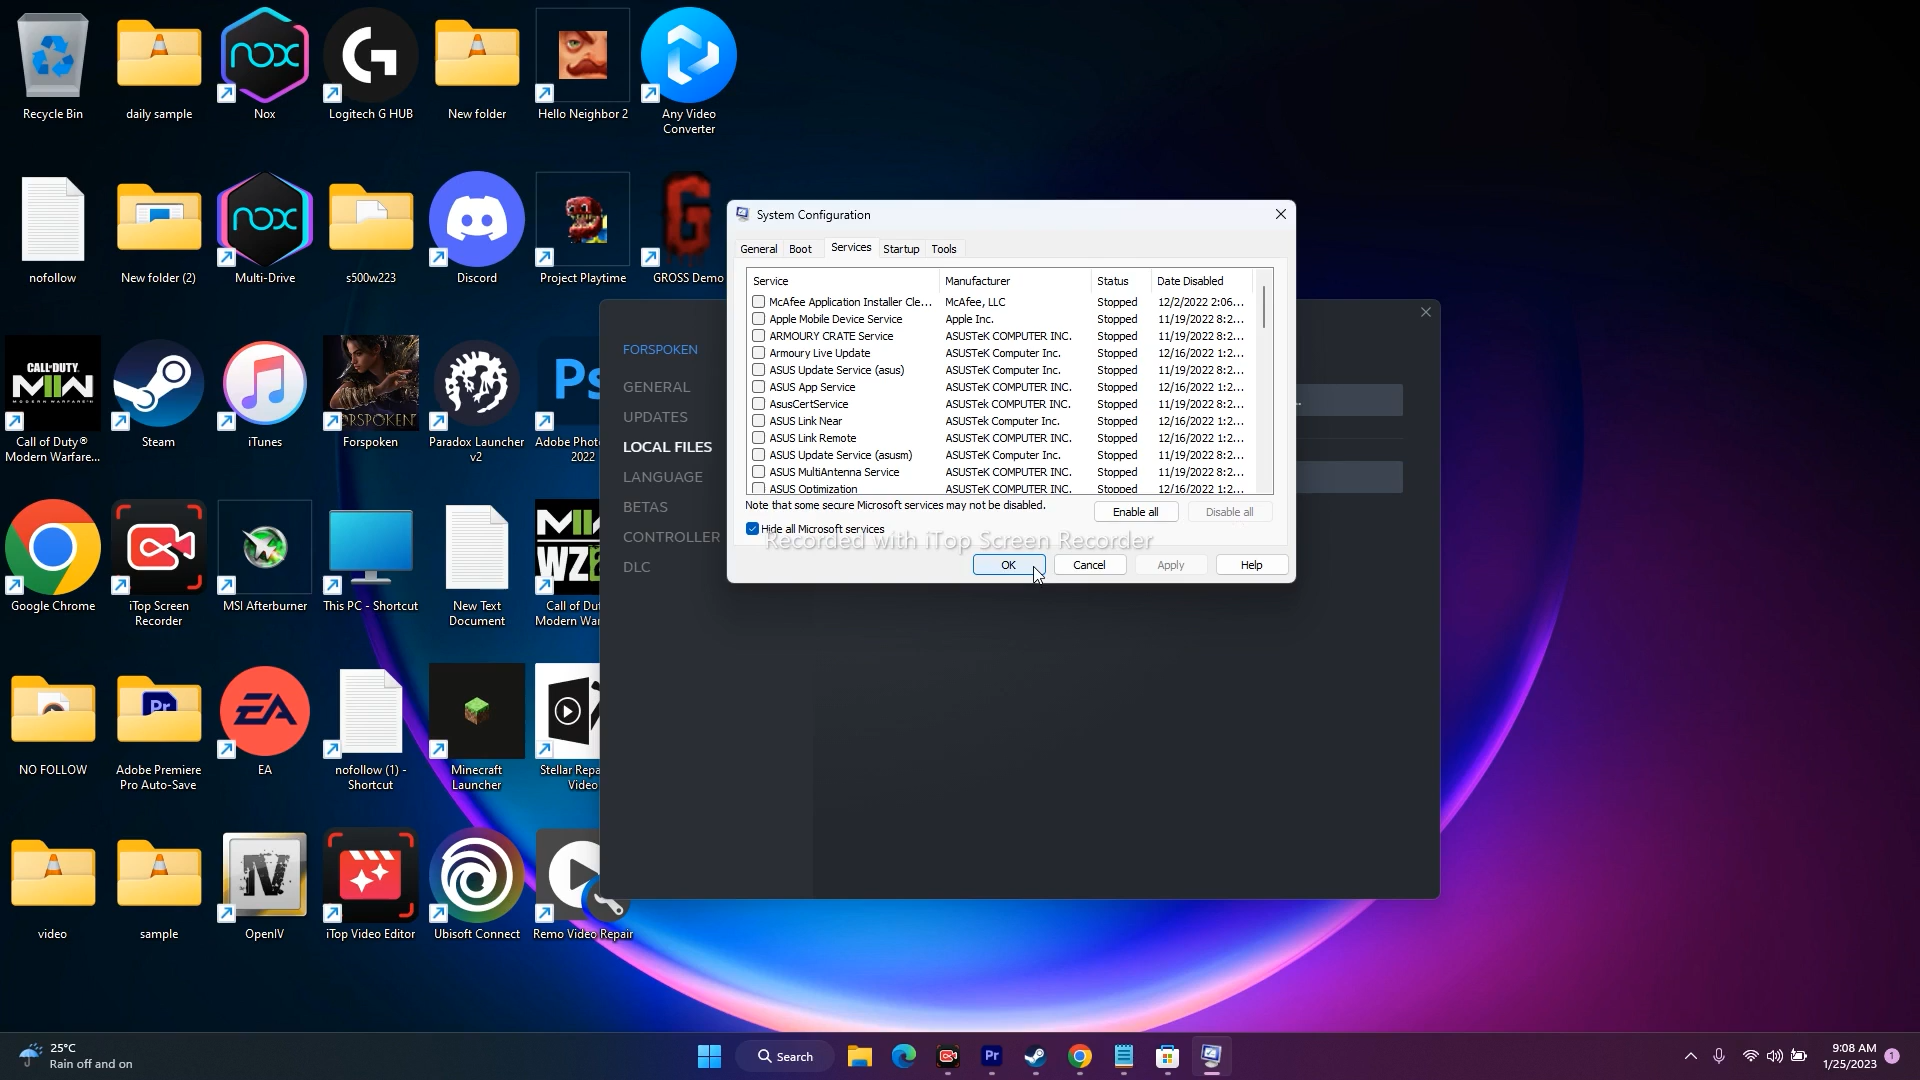 Recycle Bin
daily sample
nox
Nox
Logitech G HUB
New folder
Hello Neighbor 2
Any Video
Converter
nofollow
New folder (2)
nox
Multi-Drive
s500w223
Discord
Project Playtime
G
GROSS Demo
CALL OF DUTY
MODERN WARFARE
Call of Duty®
Modern Warfare...
Steam
iTunes
Forspoken
Paradox Launcher
v2
Ps
Adobe Phot
2022
Google Chrome
iTop Screen
Recorder
MSI Afterburner
This PC - Shortcut
New Text
Document
Call of Dut
Modern War
NO FOLLOW
Pr
Adobe Premiere
Pro Auto-Save
EA
EA
nofollow (1) -
Shortcut
Minecraft
Launcher
Stellar Repa
Video
video
sample
IV
OpenIV
iTop Video Editor
Ubisoft Connect
Remo Video Repair
FORSPOKEN
GENERAL
UPDATES
LOCAL FILES
LANGUAGE
BETAS
CONTROLLER
DLC
System Configuration
General Boot Services Startup Tools
Service Manufacturer Status Date Disabled
McAfee Application Installer Cle... McAfee, LLC Stopped 12/2/2022 2:06...
Apple Mobile Device Service Apple Inc. Stopped 11/19/2022 8:2...
ARMOURY CRATE Service ASUSTeK COMPUTER INC. Stopped 11/19/2022 8:2...
Armoury Live Update ASUSTeK Computer Inc. Stopped 12/16/2022 1:2...
ASUS Update Service (asus) ASUSTeK Computer Inc. Stopped 11/19/2022 8:2...
ASUS App Service ASUSTeK COMPUTER INC. Stopped 12/16/2022 1:2...
AsusCertService ASUSTek COMPUTER INC. Stopped 11/19/2022 8:2...
ASUS Link Near ASUSTek Computer Inc. Stopped 12/16/2022 1:2...
ASUS Link Remote ASUSTeK COMPUTER INC. Stopped 12/16/2022 1:2...
ASUS Update Service (asusm) ASUSTeK Computer Inc. Stopped 11/19/2022 8:2...
ASUS MultiAntenna Service ASUSTeK COMPUTER INC. Stopped 11/19/2022 8:2...
ASUS Optimization ASUSTeK COMPUTER INC. Stopped 12/16/2022 1:2...
Note that some secure Microsoft services may not be disabled.
Enable all Disable all
Hide all Microsoft services
Recorded with iTop Screen Recorder
OK Cancel Apply Help
25°C
Rain off and on
Search
Pr
9:08 AM
1/25/2023
1